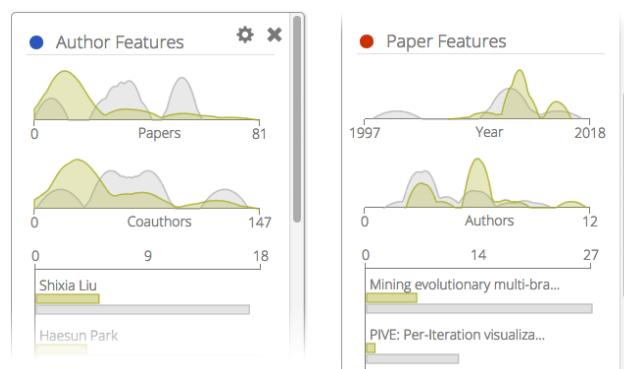 Author Features
0 Papers 81
0 Coauthors 147
0 9 18
Shixia Liu
Haesun Park
Paper Features
1997 Year 2018
0 Authors 12
0 14 27
Mining evolutionary multi-bra...
PIVE: Per-Iteration visualiza...